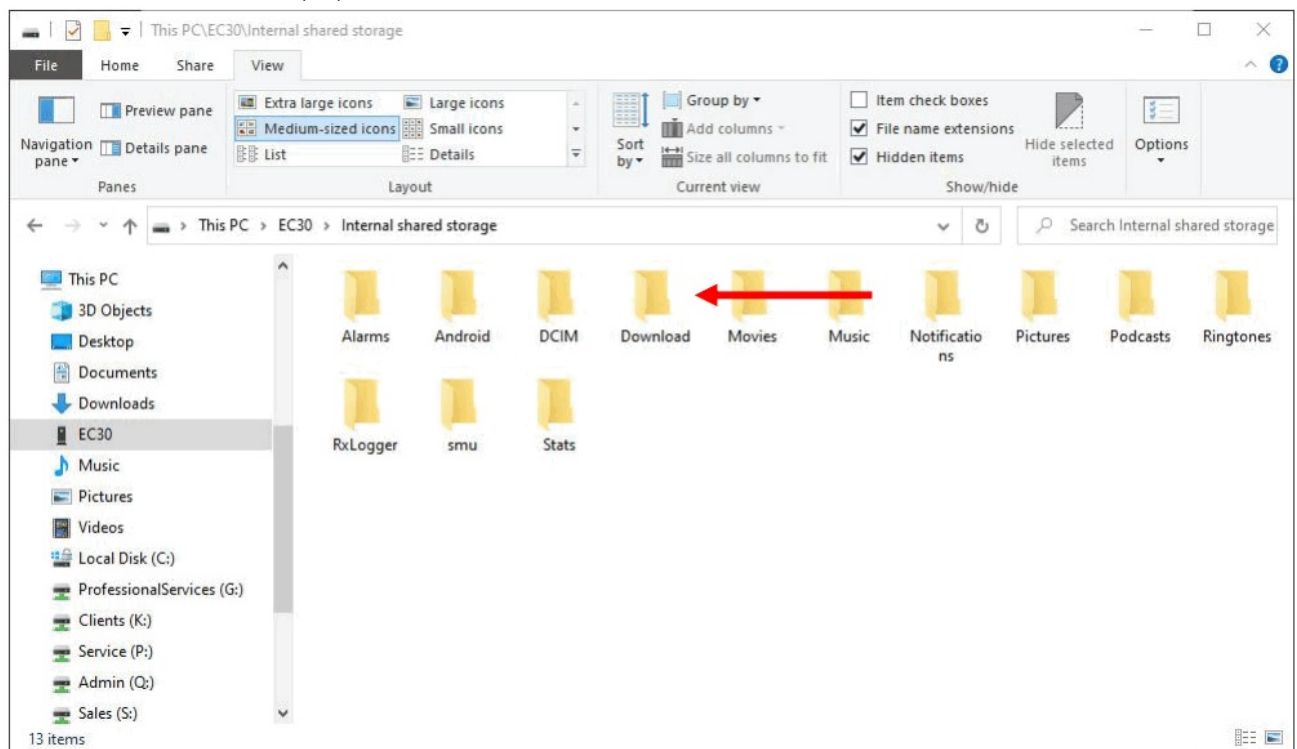 This PC\EC30\Internal shared storage
File Home Share View
Preview pane
Navigation pane
Details pane
Panes
Extra large icons Large icons
Medium-sized icons Small icons
List Details
Layout
Sort by
Group by
Add columns
Size all columns to fit
Current view
Item check boxes
File name extensions
Hidden items
Hide selected items
Show/hide
Options
This PC > EC30 > Internal shared storage
Search Internal shared storage
This PC
3D Objects
Desktop
Documents
Downloads
EC30
Music
Pictures
Videos
Local Disk (C:)
ProfessionalServices (G:)
Clients (K:)
Service (P:)
Admin (Q:)
Sales (S:)
Alarms Android DCIM Download Movies Music Notificatio Pictures Podcasts Ringtones
ns
RxLogger smu Stats
13 items